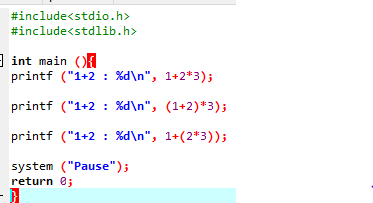 #include<stdio.h>
#include<stdlib.h>
int main (){
printf ("1+2 : %d\n", 1+2*3);
printf ("1+2 : %d\n", (1+2)*3);
printf ("1+2 : %d\n", 1+(2*3));
system ("Pause");
return 0;
}